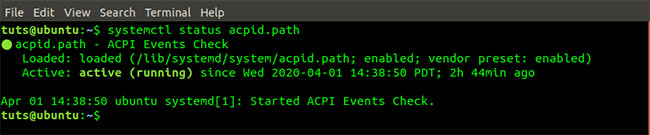 File Edit View Search Terminal Help
tuts@ubuntu:~$ systemctl status acpid.path
● acpid.path - ACPI Events Check
   Loaded: loaded (/lib/systemd/system/acpid.path; enabled; vendor preset: enabled)
   Active: active (running) since Wed 2020-04-01 14:38:50 PDT; 2h 44min ago

Apr 01 14:38:50 ubuntu systemd[1]: Started ACPI Events Check.
tuts@ubuntu:~$